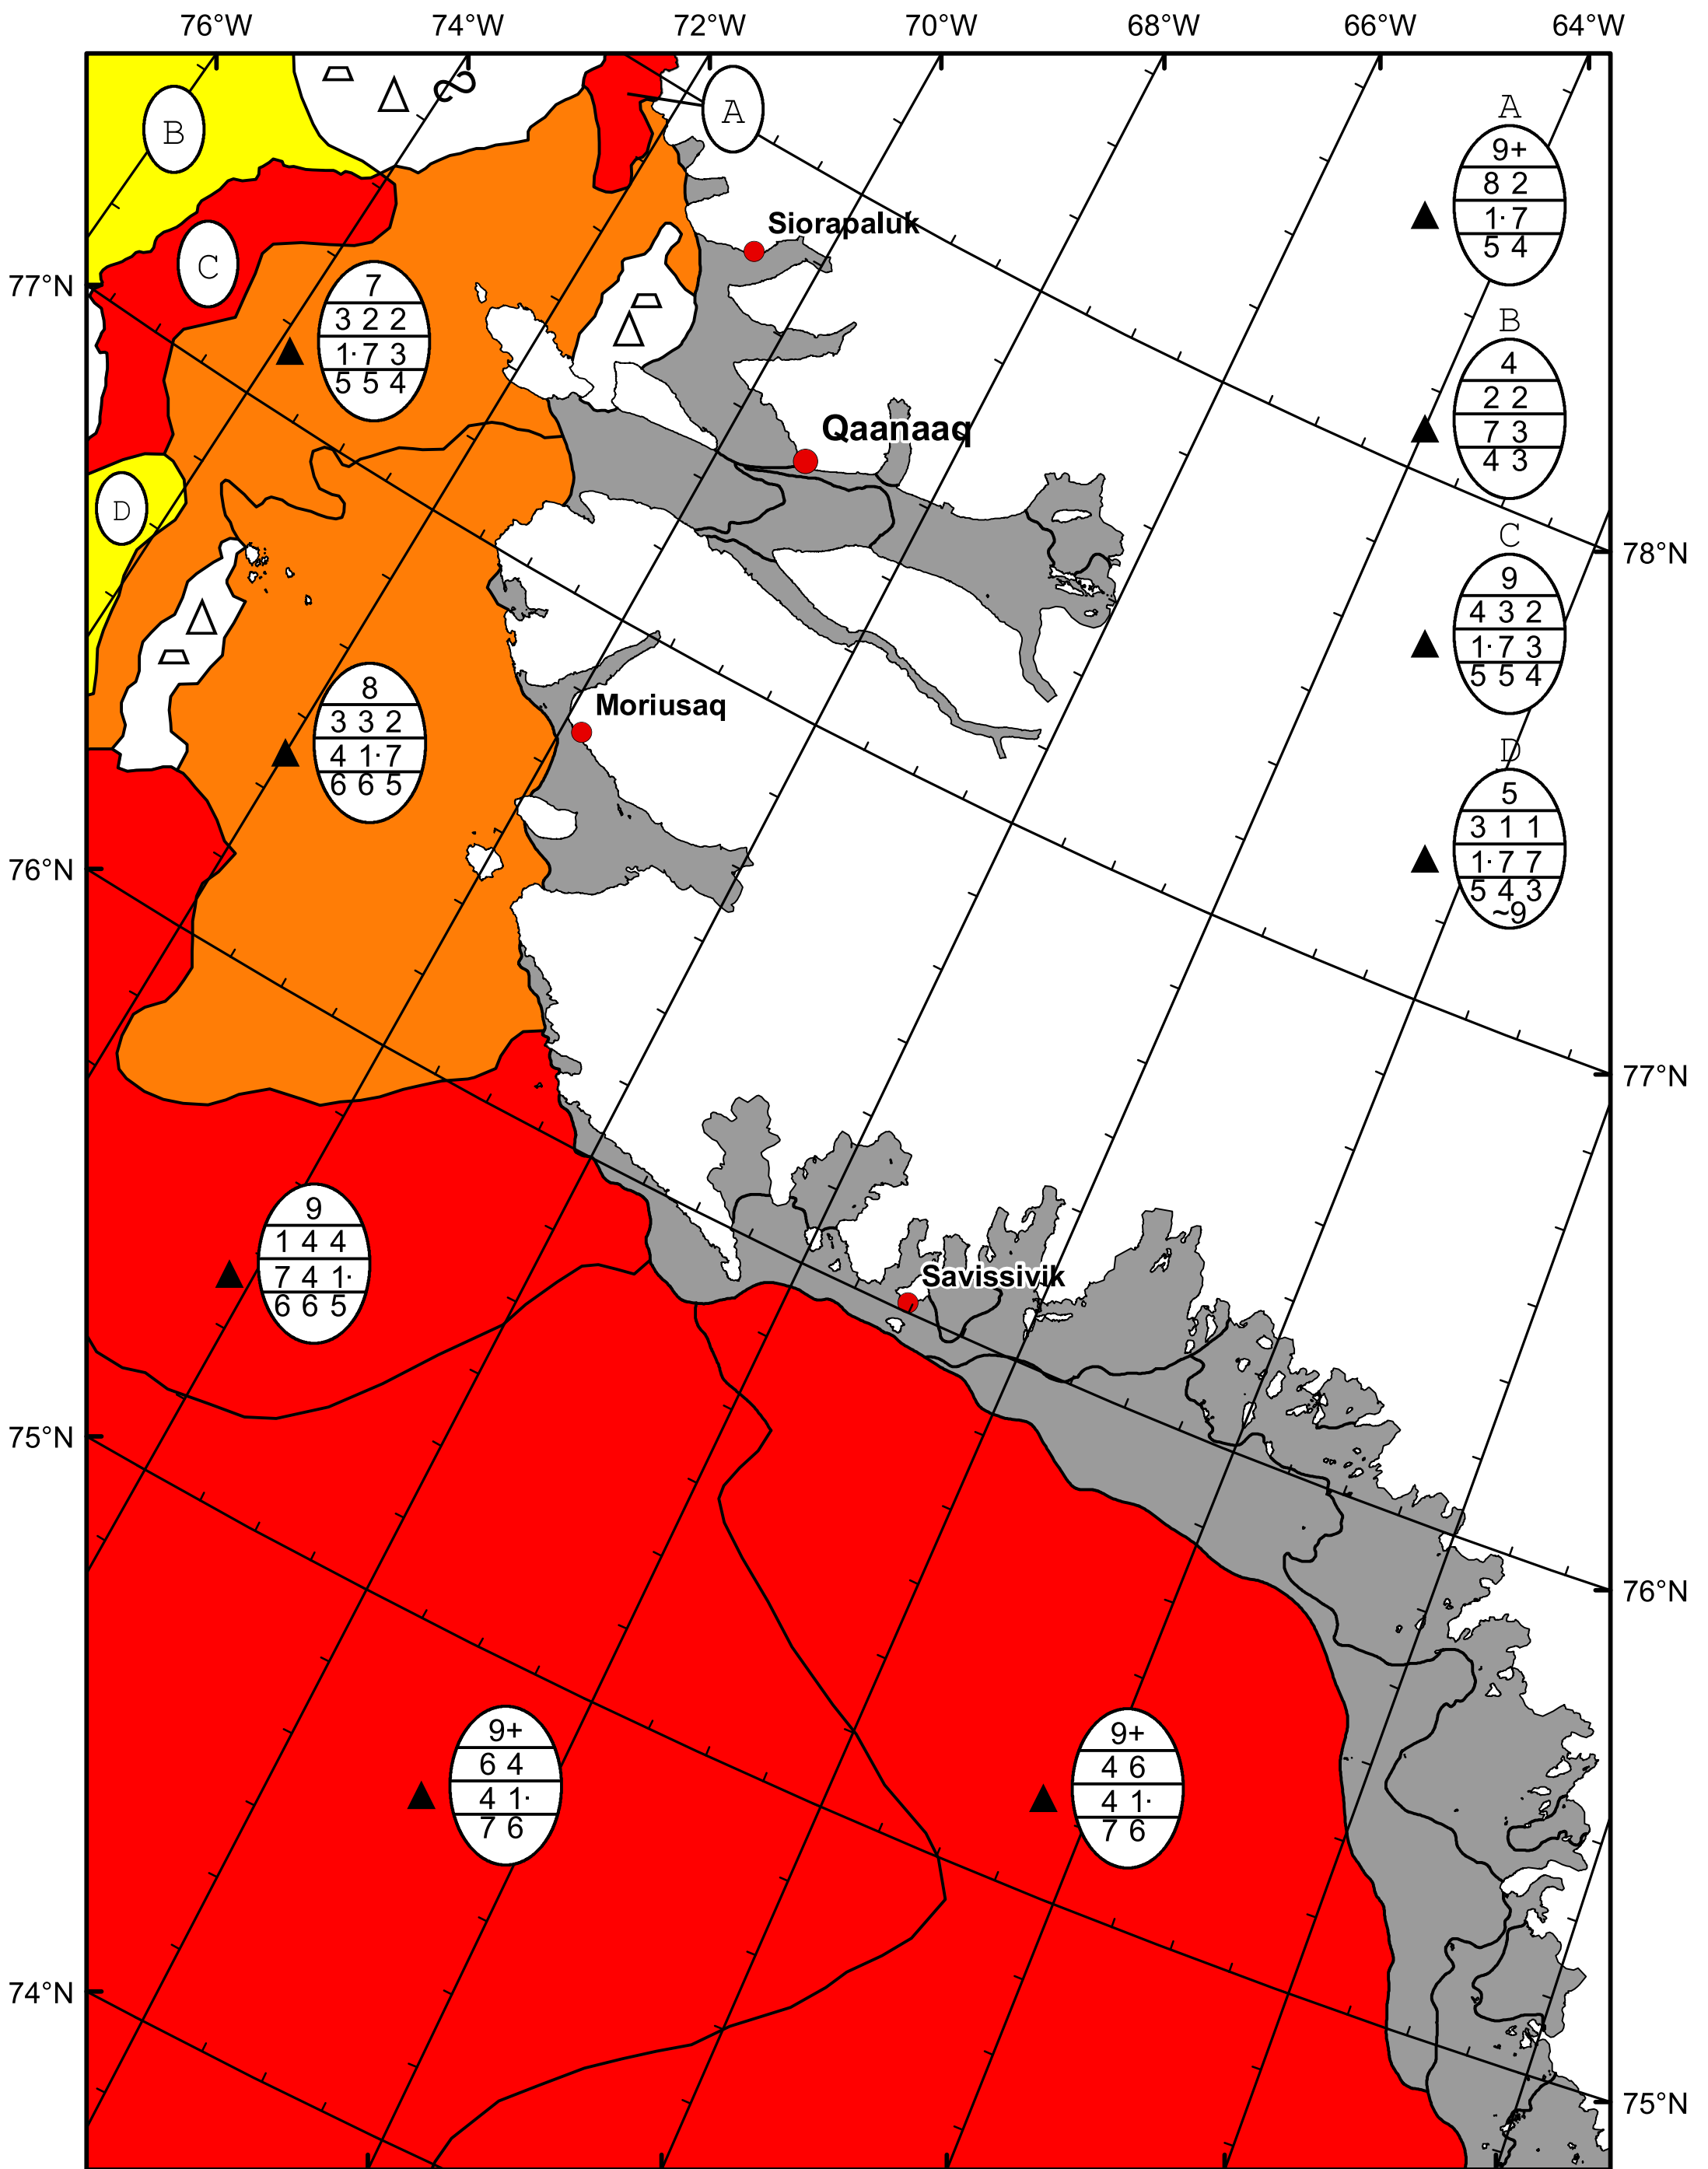 76°W 74°W 72°W 70°W 68°W 66°W 64°W
A
B
A
9+
8 2
1· 7
5 4
Siorapaluk
C
77°N
7
3 2 2
1· 7 3
5 5 4
B
4
2 2
7 3
4 3
Qaanaaq
D
78°N
C
9
4 3 2
1· 7 3
5 5 4
8
3 3 2
4 1· 7
6 6 5
Moriusaq
D
5
3 1 1
1· 7 7
5 4 3
~9
76°N
77°N
9
1 4 4
7 4 1·
6 6 5
Savissivik
75°N
76°N
9+
6 4
4 1·
7 6
9+
4 6
4 1·
7 6
74°N
75°N